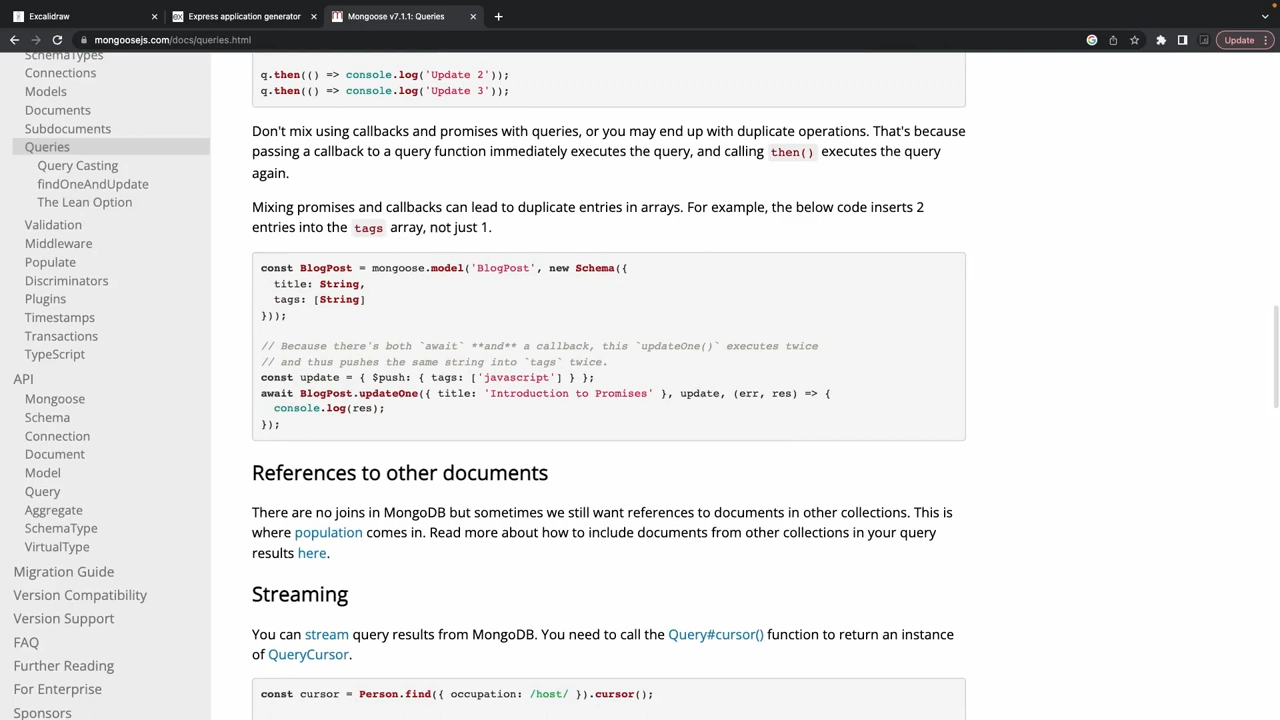 Excalidraw
Express application generator
Mongoose v7.1.1: Queries
mongoosejs.com/docs/queries.html
Update
SchemaTypes
Connections
Models
Documents
Subdocuments
Queries
Query Casting
findOneAndUpdate
The Lean Option
Validation
Middleware
Populate
Discriminators
Plugins
Timestamps
Transactions
TypeScript
API
Mongoose
Schema
Connection
Document
Model
Query
Aggregate
SchemaType
VirtualType
Migration Guide
Version Compatibility
Version Support
FAQ
Further Reading
For Enterprise
Sponsors
q.then(() => console.log('Update 2'));
q.then(() => console.log('Update 3'));
Don't mix using callbacks and promises with queries, or you may end up with duplicate operations. That's because
passing a callback to a query function immediately executes the query, and calling then() executes the query
again.
Mixing promises and callbacks can lead to duplicate entries in arrays. For example, the below code inserts 2
entries into the tags array, not just 1.
const BlogPost = mongoose.model('BlogPost', new Schema({
title: String,
tags: [String]
}));
// Because there's both `await` **and** a callback, this `updateOne()` executes twice
// and thus pushes the same string into `tags` twice.
const update = { $push: { tags: ['javascript'] } };
await BlogPost.updateOne({ title: 'Introduction to Promises' }, update, (err, res) => {
console.log(res);
});
References to other documents
There are no joins in MongoDB but sometimes we still want references to documents in other collections. This is
where population comes in. Read more about how to include documents from other collections in your query
results here.
Streaming
You can stream query results from MongoDB. You need to call the Query#cursor() function to return an instance
of QueryCursor.
const cursor = Person.find({ occupation: /host/ }).cursor();